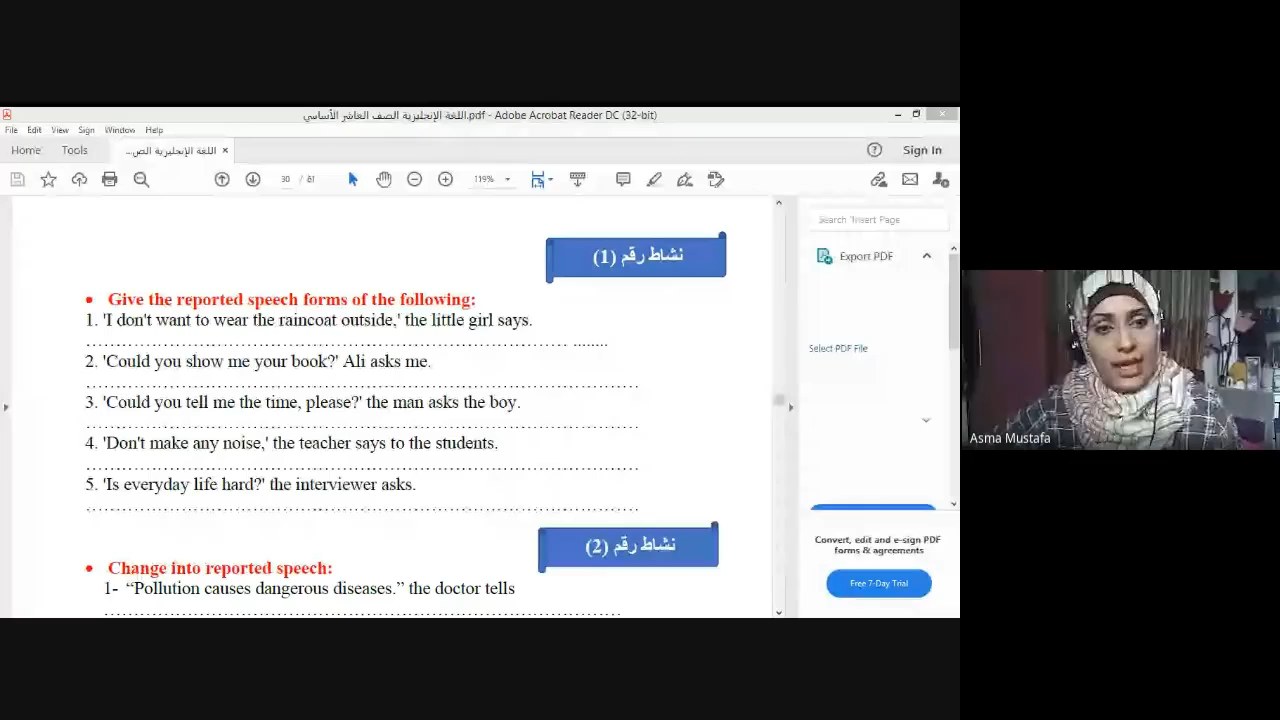 اللغة الإنجليزية الصف العاشر الأساسي.pdf - Adobe Acrobat Reader DC (32-bit)
File Edit View Sign Window Help
Home Tools اللغة الإنجليزية الص... × Sign In
30 / 61 119%
Search 'Insert Page'
نشاط رقم (1)
Export PDF
• Give the reported speech forms of the following:
1. 'I don't want to wear the raincoat outside,' the little girl says.
Select PDF File
2. 'Could you show me your book?' Ali asks me.
3. 'Could you tell me the time, please?' the man asks the boy.
Asma Mustafa
4. 'Don't make any noise,' the teacher says to the students.
5. 'Is everyday life hard?' the interviewer asks.
نشاط رقم (2)
Convert, edit and e-sign PDF
forms & agreements
• Change into reported speech:
Free 7-Day Trial
1- “Pollution causes dangerous diseases.” the doctor tells